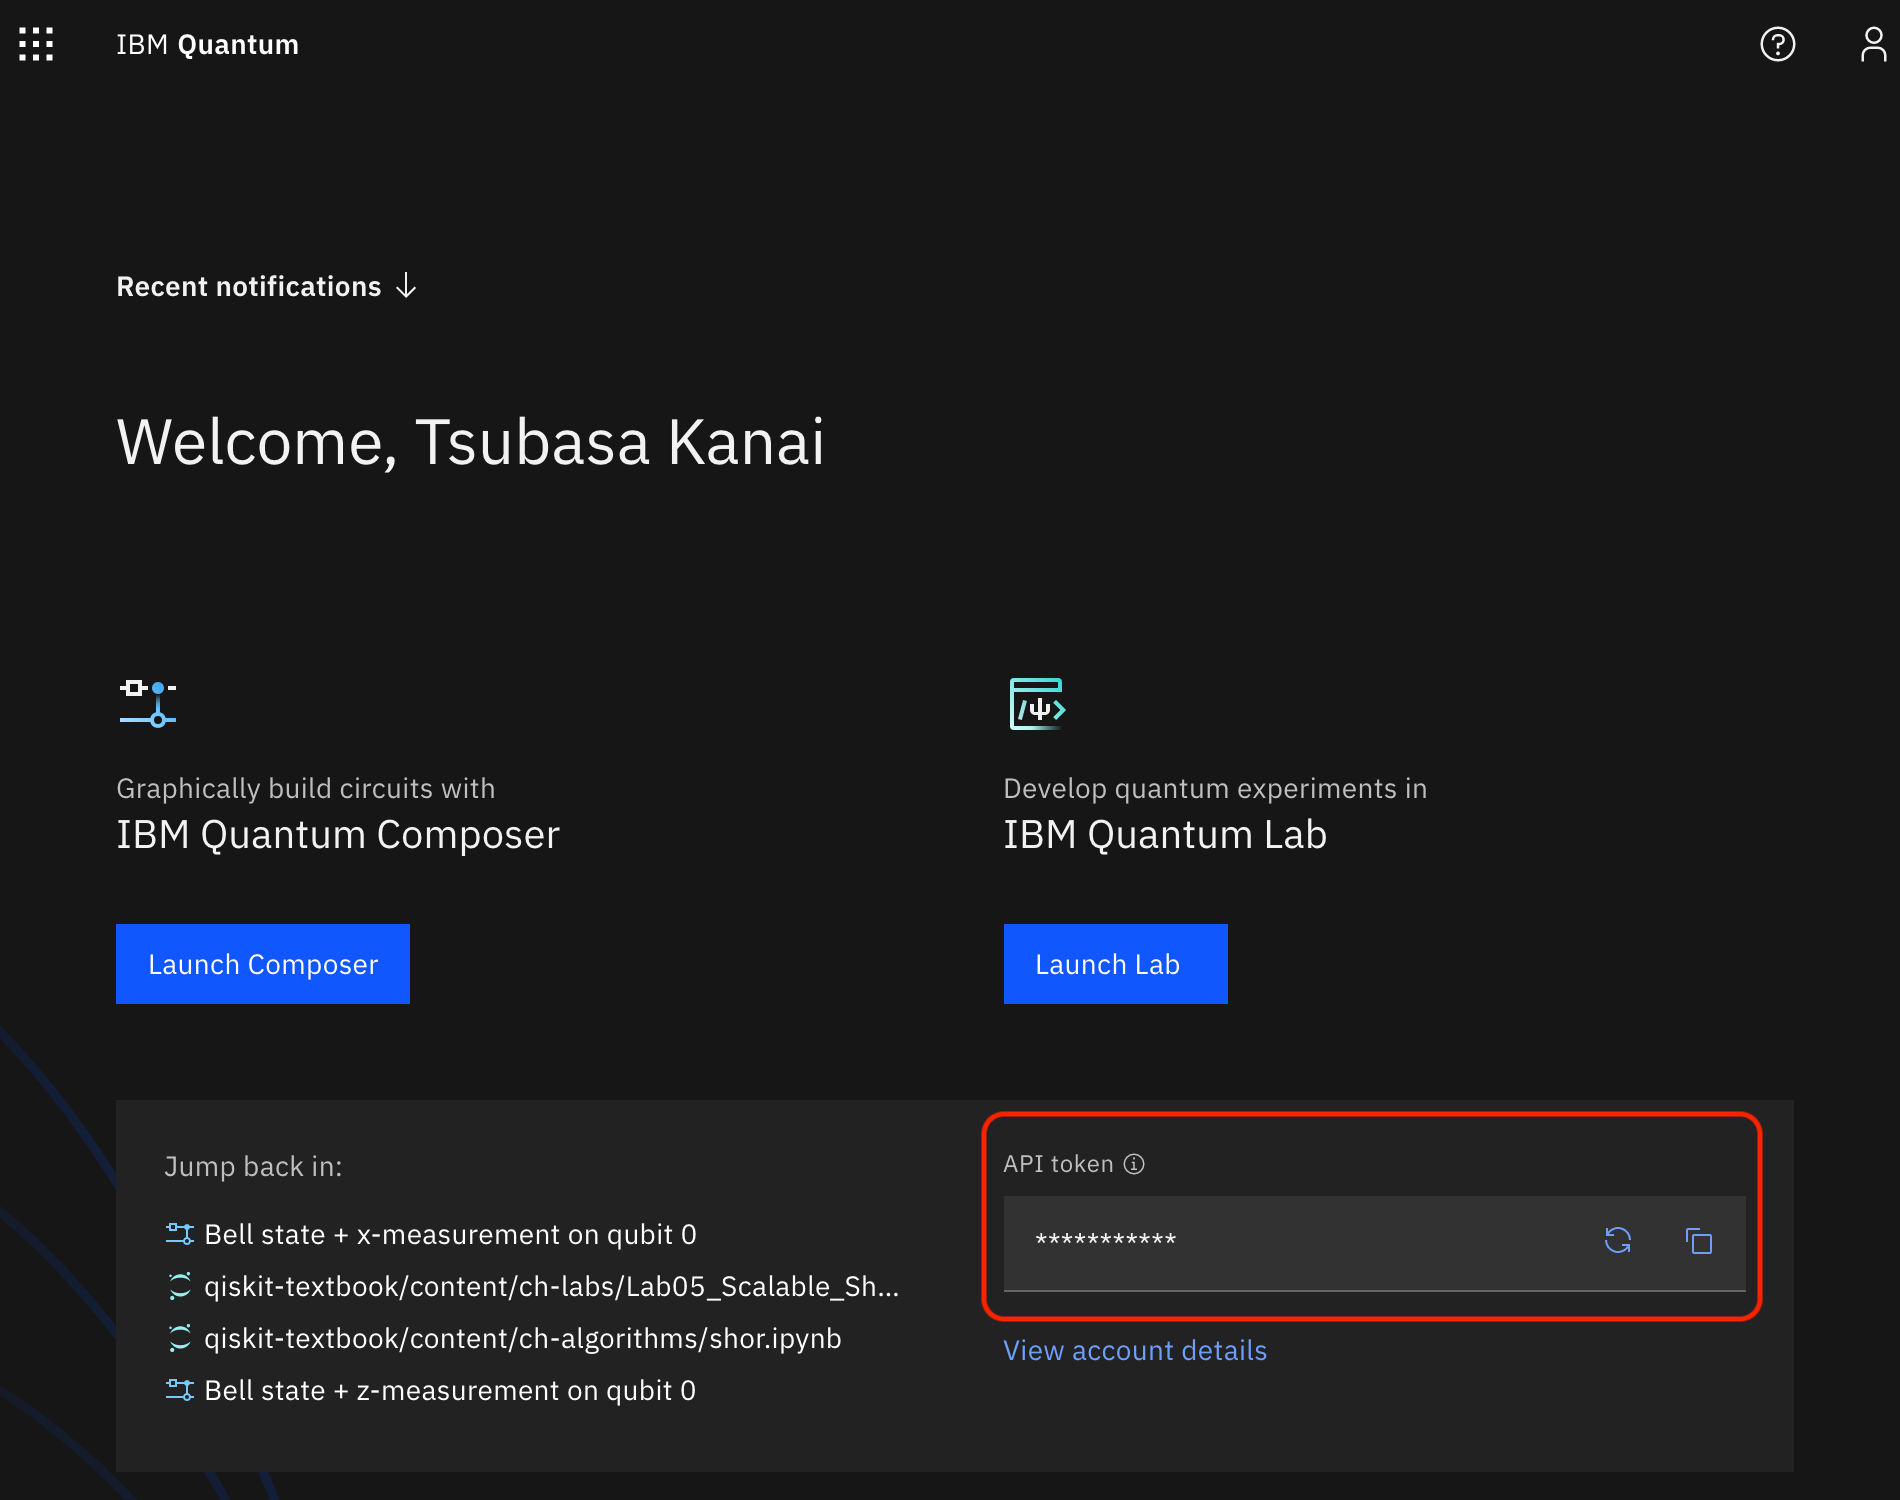 IBM Quantum
Recent notifications
Welcome, Tsubasa Kanai
Graphically build circuits with
IBM Quantum Composer
Launch Composer
Develop quantum experiments in
IBM Quantum Lab
Launch Lab
Jump back in:
Bell state + x-measurement on qubit 0
qiskit-textbook/content/ch-labs/Lab05_Scalable_Sh...
qiskit-textbook/content/ch-algorithms/shor.ipynb
Bell state + z-measurement on qubit 0
API token
***********
View account details